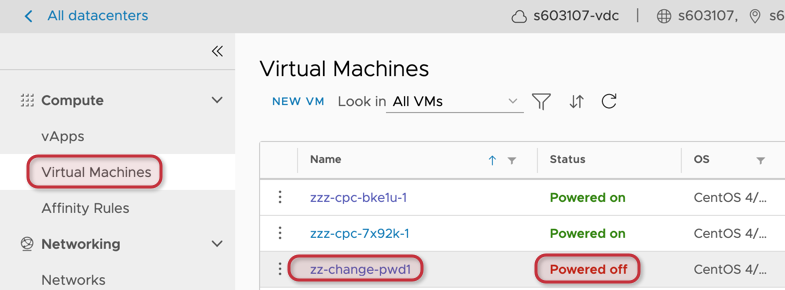 All datacenters
s603107-vdc
s603107,
s6
Compute
vApps
Virtual Machines
Affinity Rules
Networking
Networks
Virtual Machines
NEW VM Look in All VMs
Name Status OS
zzz-cpc-bke1u-1 Powered on CentOS 4/...
zzz-cpc-7x92k-1 Powered on CentOS 4/...
zz-change-pwd1 Powered off CentOS 4/...